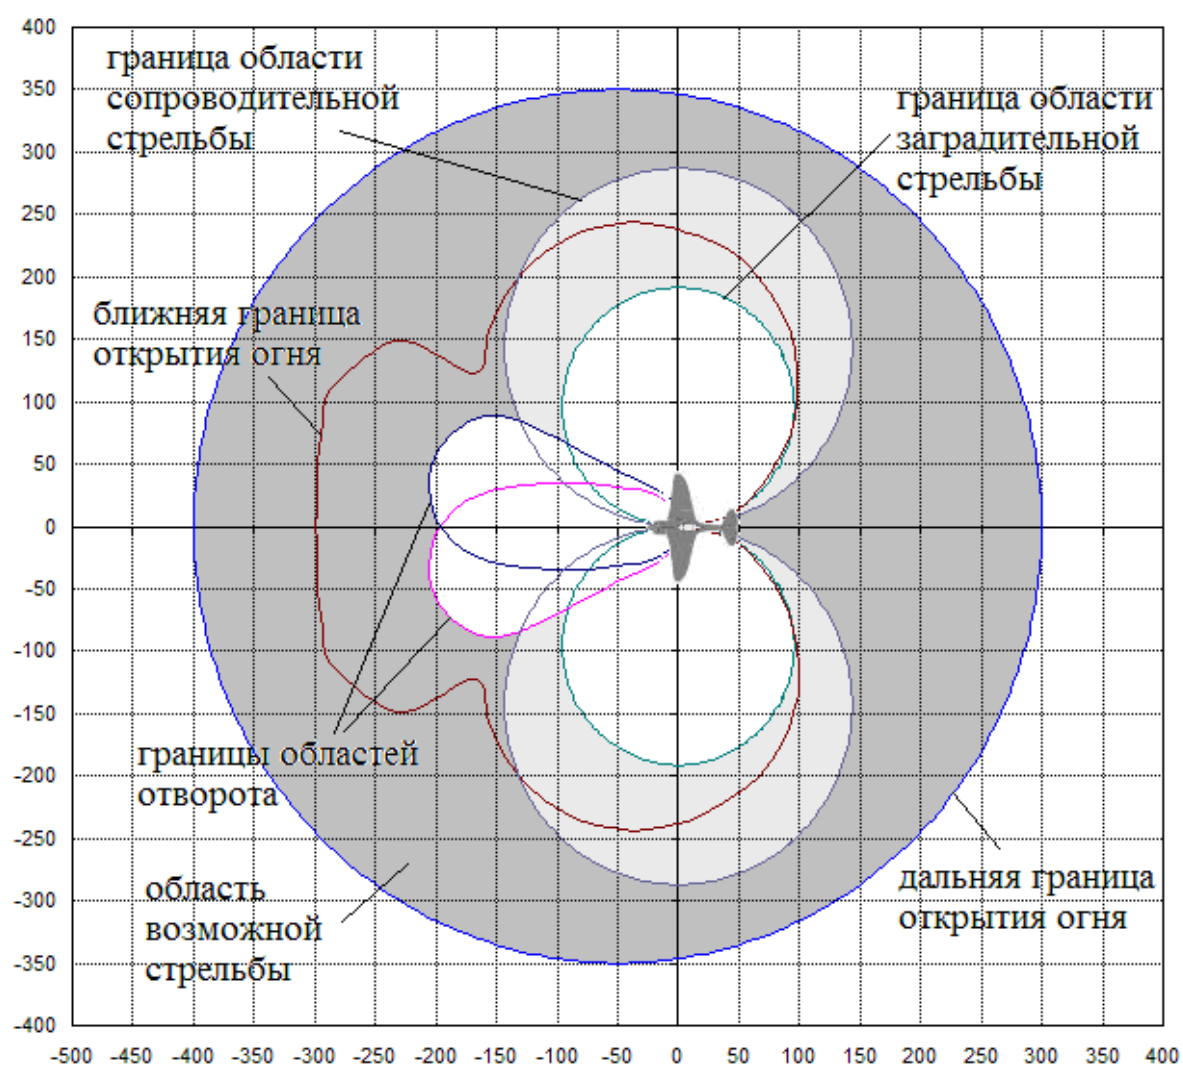 400
350
300
250
200
150
100
50
0
-50
-100
-150
-200
-250
-300
-350
-400
граница области
сопроводительной
стрельбы
граница области
заградительной
стрельбы
ближняя граница
открытия огня
границы областей
отворота
область
возможной
стрельбы
дальняя граница
открытия огня
-500 -450 -400 -350 -300 -250 -200 -150 -100 -50 0 50 100 150 200 250 300 350 400